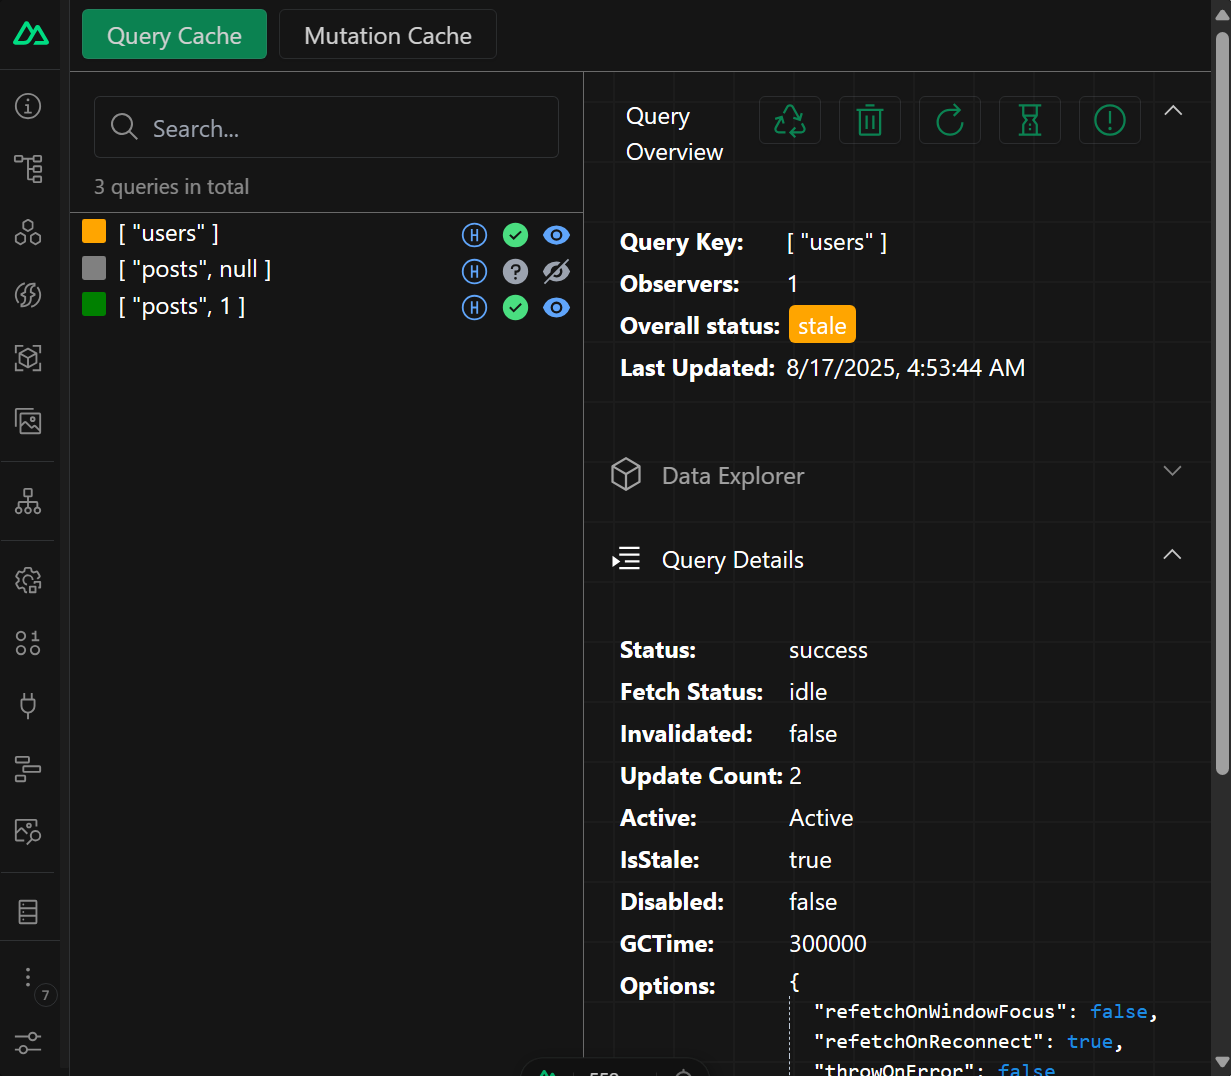 Query Cache
Mutation Cache
Search...
3 queries in total
[ "users" ]
H
[ "posts", null ]
H
?
[ "posts", 1 ]
H
Query
Overview
Query Key: [ "users" ]
Observers: 1
Overall status: stale
Last Updated: 8/17/2025, 4:53:44 AM
Data Explorer
Query Details
Status: success
Fetch Status: idle
Invalidated: false
Update Count: 2
Active: Active
IsStale: true
Disabled: false
GCTime: 300000
Options: {
"refetchOnWindowFocus": false,
"refetchOnReconnect": true,
"throwOnError": false
7